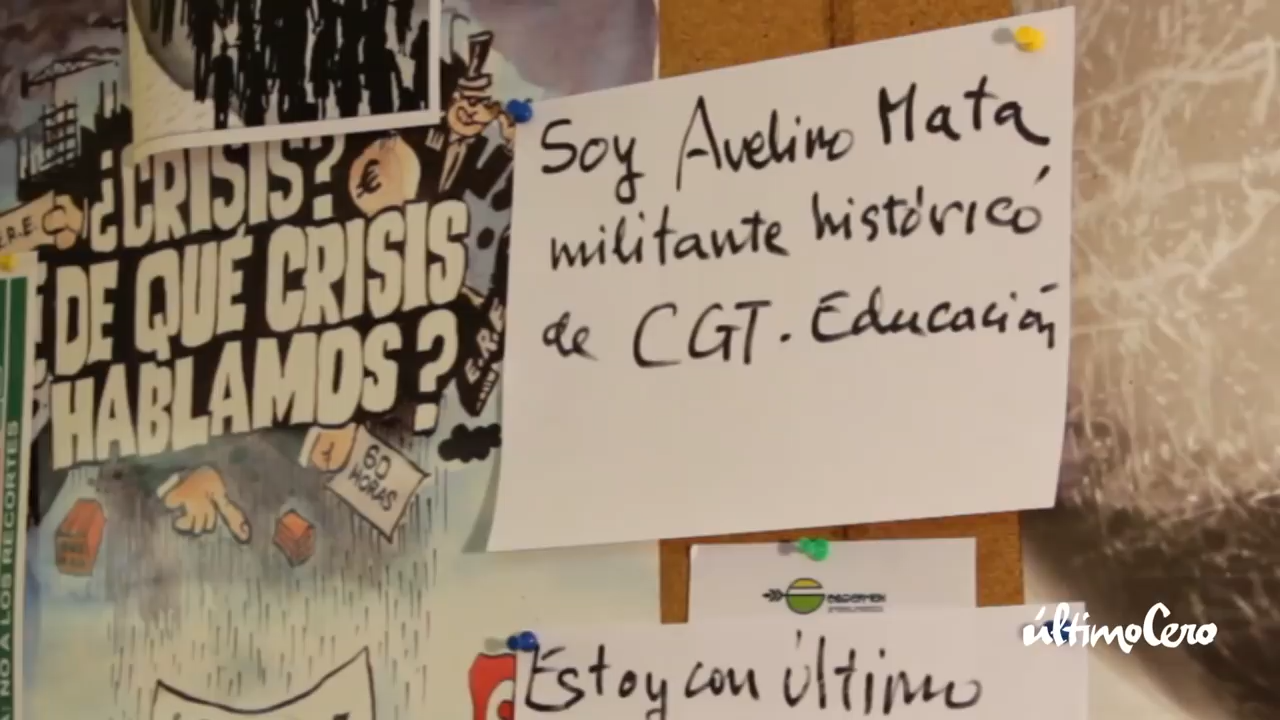 ¿CRISIS?
¿DE QUÉ CRISIS
HABLAMOS?
€
E.R.E.
60
HORAS
NO A LOS RECORTES
Soy Avelino Mata
militante histórico
de CGT. Educación
Estoy con último
últimoCero